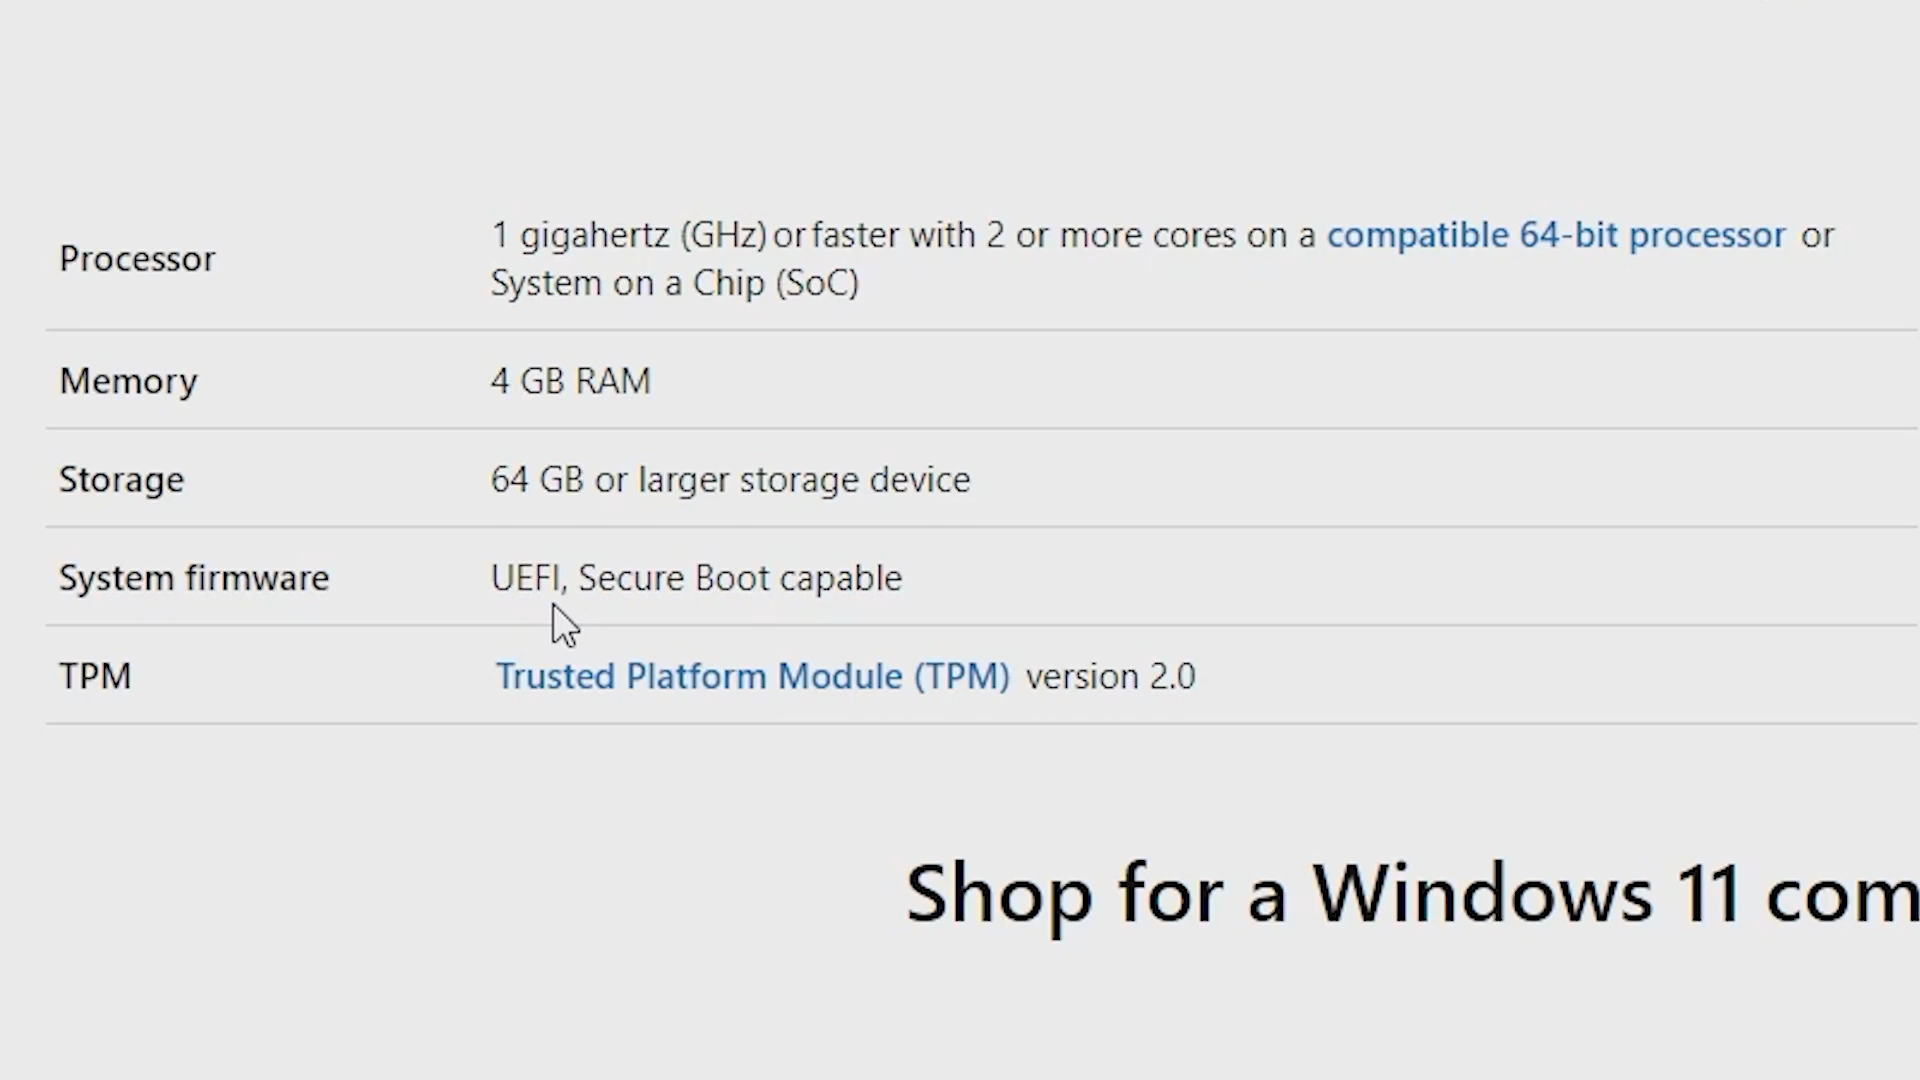 Processor
1 gigahertz (GHz) or faster with 2 or more cores on a compatible 64-bit processor or
System on a Chip (SoC)
Memory
4 GB RAM
Storage
64 GB or larger storage device
System firmware
UEFI, Secure Boot capable
TPM
Trusted Platform Module (TPM) version 2.0
Shop for a Windows 11 com